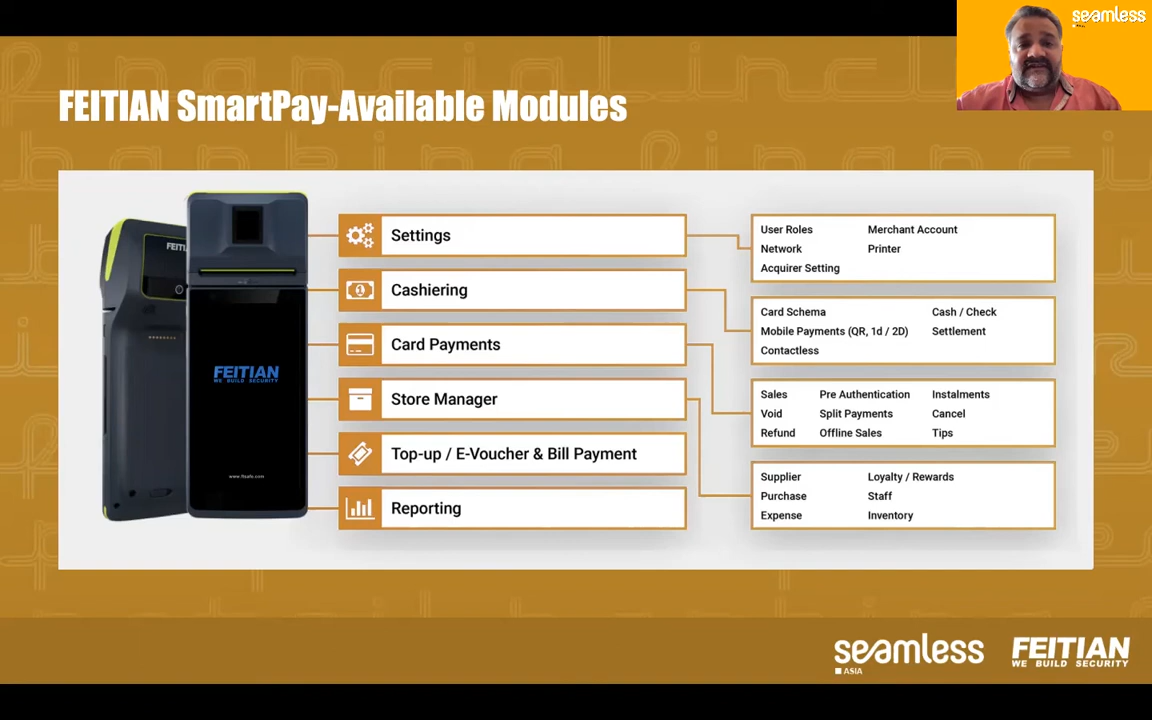 seamless
FEITIAN SmartPay-Available Modules
FEITIAN
WE BUILD SECURITY
www.ftsafe.com
Settings
Cashiering
Card Payments
Store Manager
Top-up / E-Voucher & Bill Payment
Reporting
User Roles Merchant Account
Network Printer
Acquirer Setting
Card Schema Cash / Check
Mobile Payments (QR, 1d / 2D) Settlement
Contactless
Sales Pre Authentication Instalments
Void Split Payments Cancel
Refund Offline Sales Tips
Supplier Loyalty / Rewards
Purchase Staff
Expense Inventory
seamless
ASIA
FEITIAN
WE BUILD SECURITY